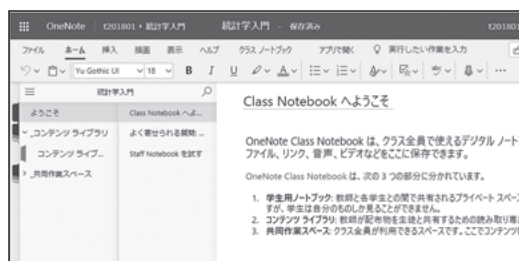 OneNote t201801 › 統計学入門 統計学入門 - 保存済み t201801
ファイル ホーム 挿入 描画 表示 ヘルプ クラス ノートブック アプリで開く 実行したい作業を入力
Yu Gothic UI 18 B I U A
統計学入門
ようこそ
コンテンツ ライブラリ
コンテンツ ライブ...
_共同作業スペース
Class Notebook へよ...
よく寄せられる質問 ...
Staff Notebook を試す
Class Notebook へようこそ
OneNote Class Notebook は、クラス全員で使えるデジタル ノート
ファイル、リンク、音声、ビデオなどをここに保存できます。
OneNote Class Notebook は、次の 3 つの部分に分かれています。
1. 学生用ノートブック: 教師と各学生との間で共有されるプライベート スペース
すが、学生は自分のものしか見ることができません。
2. コンテンツ ライブラリ: 教師が配布物を生徒と共有するための読み取り専
3. 共同作業スペース: クラス全員が利用できるスペースです。ここでコンテンツ